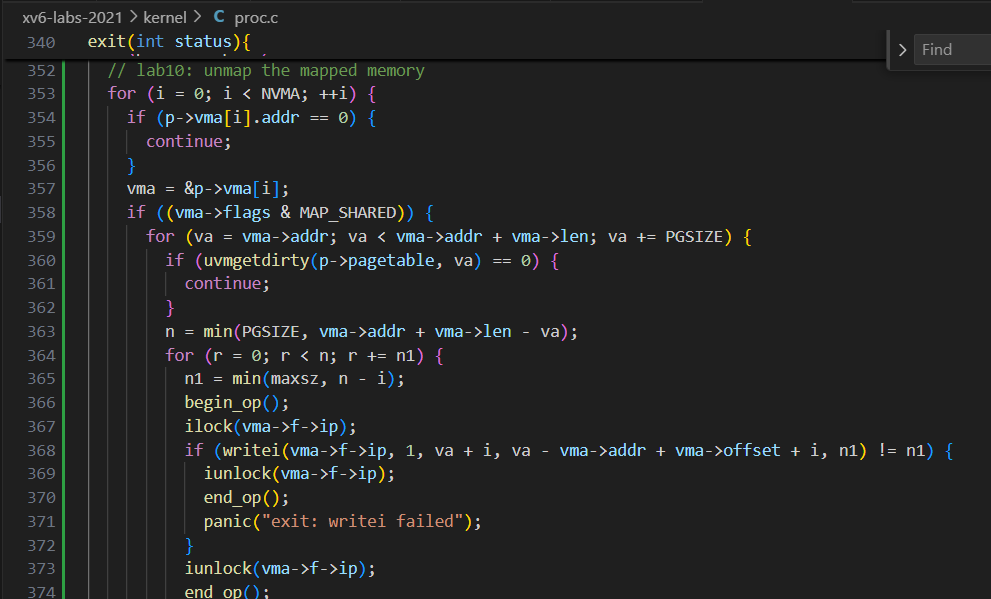 xv6-labs-2021 > kernel > C proc.c
340 exit(int status){
Find
352 // lab10: unmap the mapped memory
353 for (i = 0; i < NVMA; ++i) {
354 if (p->vma[i].addr == 0) {
355 continue;
356 }
357 vma = &p->vma[i];
358 if ((vma->flags & MAP_SHARED)) {
359 for (va = vma->addr; va < vma->addr + vma->len; va += PGSIZE) {
360 if (uvmgetdirty(p->pagetable, va) == 0) {
361 continue;
362 }
363 n = min(PGSIZE, vma->addr + vma->len - va);
364 for (r = 0; r < n; r += n1) {
365 n1 = min(maxsz, n - i);
366 begin_op();
367 ilock(vma->f->ip);
368 if (writei(vma->f->ip, 1, va + i, va - vma->addr + vma->offset + i, n1) != n1) {
369 iunlock(vma->f->ip);
370 end_op();
371 panic("exit: writei failed");
372 }
373 iunlock(vma->f->ip);
374 end_op();